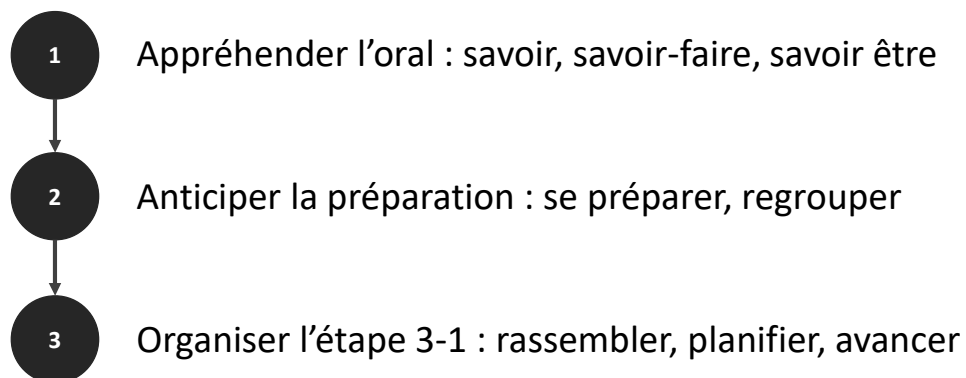 1 Appréhender l’oral : savoir, savoir-faire, savoir être
2 Anticiper la préparation : se préparer, regrouper
3 Organiser l’étape 3-1 : rassembler, planifier, avancer